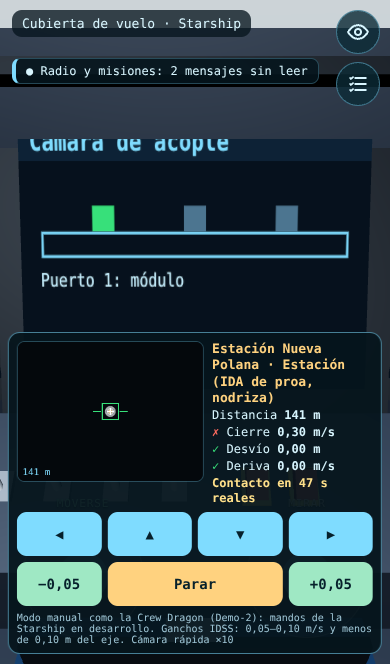 Cubierta de vuelo · Starship
● Radio y misiones: 2 mensajes sin leer
Cámara de acople
Puerto 1: módulo
Estación Nueva
Polana · Estación
(IDA de proa,
nodriza)
Distancia 141 m
✗ Cierre 0,30 m/s
✓ Desvío 0,00 m
✓ Deriva 0,00 m/s
Contacto en 47 s
reales
141 m
◄ ▲ ▼ ►
−0,05 Parar +0,05
Modo manual como la Crew Dragon (Demo-2): mandos de la
Starship en desarrollo. Ganchos IDSS: 0,05–0,10 m/s y menos
de 0,10 m del eje. Cámara rápida ×10